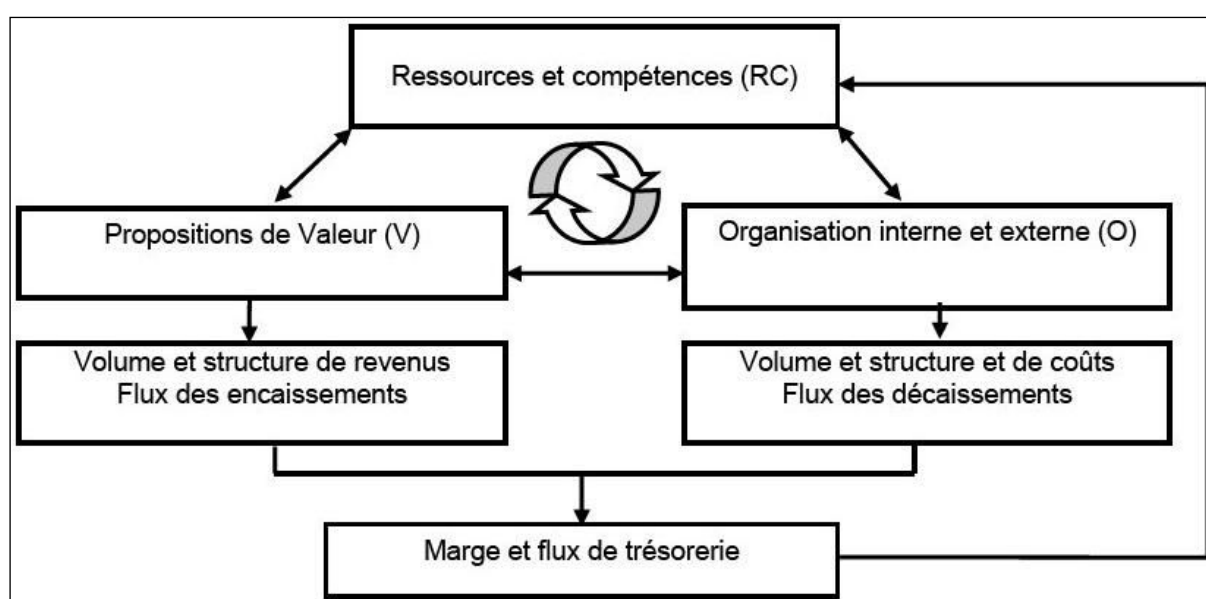 Ressources et compétences (RC)
Propositions de Valeur (V)
Organisation interne et externe (O)
Volume et structure de revenus
Flux des encaissements
Volume et structure et de coûts
Flux des décaissements
Marge et flux de trésorerie